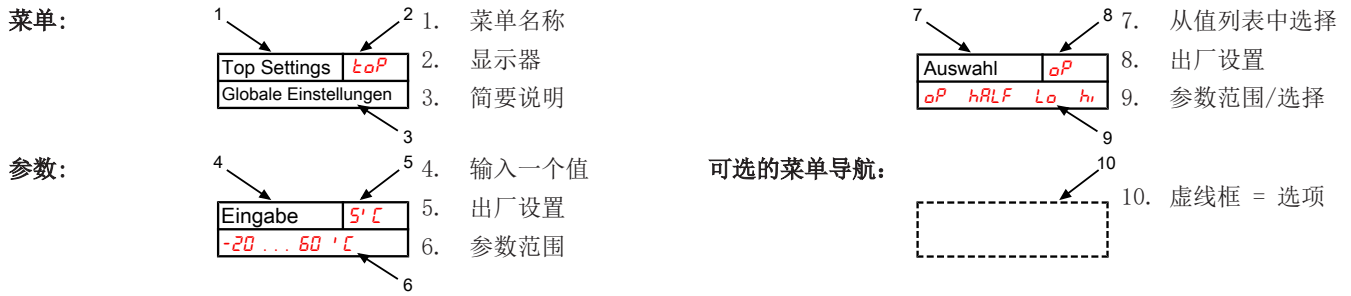 菜单:
1
2
Top Settings toP
Globale Einstellungen
3
1. 菜单名称
2. 显示器
3. 简要说明
7
8
Auswahl oP
oP hALF Lo hi
9
7. 从值列表中选择
8. 出厂设置
9. 参数范围/选择
参数:
4
5
Eingabe 5'C
-20 ... 60 'C
6
4. 输入一个值
5. 出厂设置
6. 参数范围
可选的菜单导航:
10
10. 虚线框 = 选项